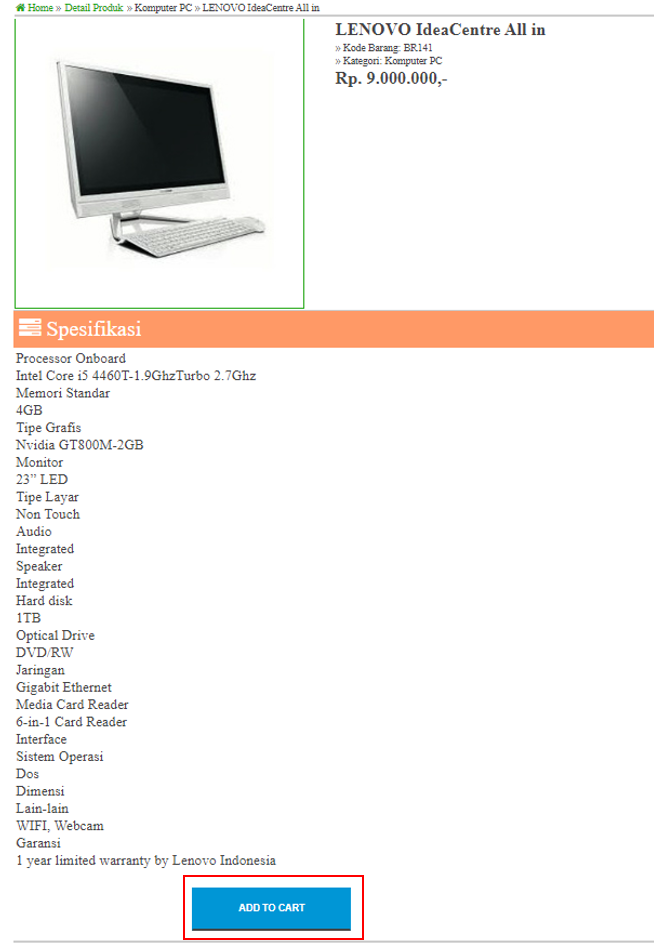 Home » Detail Produk » Komputer PC » LENOVO IdeaCentre All in
LENOVO IdeaCentre All in
» Kode Barang: BR141
» Kategori: Komputer PC
Rp. 9.000.000,-
Spesifikasi
Processor Onboard
Intel Core i5 4460T-1.9GhzTurbo 2.7Ghz
Memori Standar
4GB
Tipe Grafis
Nvidia GT800M-2GB
Monitor
23” LED
Tipe Layar
Non Touch
Audio
Integrated
Speaker
Integrated
Hard disk
1TB
Optical Drive
DVD/RW
Jaringan
Gigabit Ethernet
Media Card Reader
6-in-1 Card Reader
Interface
Sistem Operasi
Dos
Dimensi
Lain-lain
WIFI, Webcam
Garansi
1 year limited warranty by Lenovo Indonesia
ADD TO CART